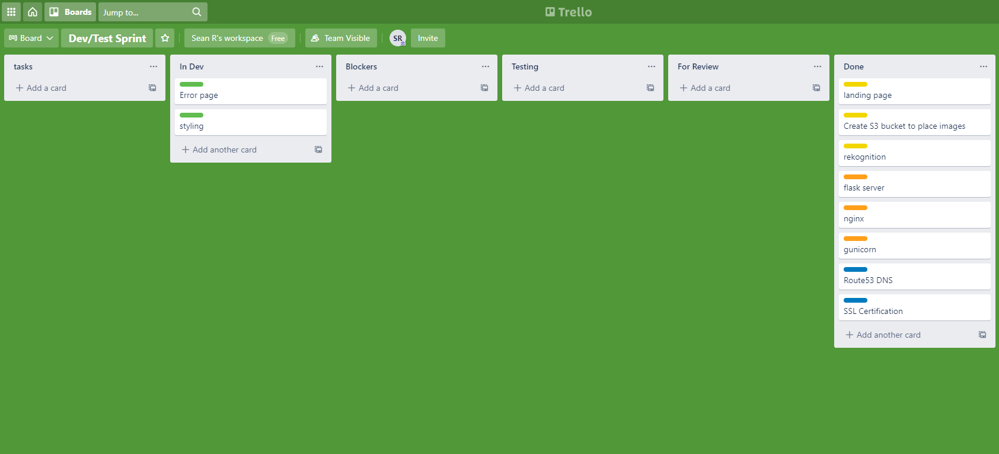 Boards
Jump to...
Trello
Board
Dev/Test Sprint
Sean R's workspace Free
Team Visible
SR
Invite
tasks
Add a card
In Dev
Error page
styling
Add another card
Blockers
Add a card
Testing
Add a card
For Review
Add a card
Done
landing page
Create S3 bucket to place images
rekognition
flask server
nginx
gunicorn
Route53 DNS
SSL Certification
Add another card